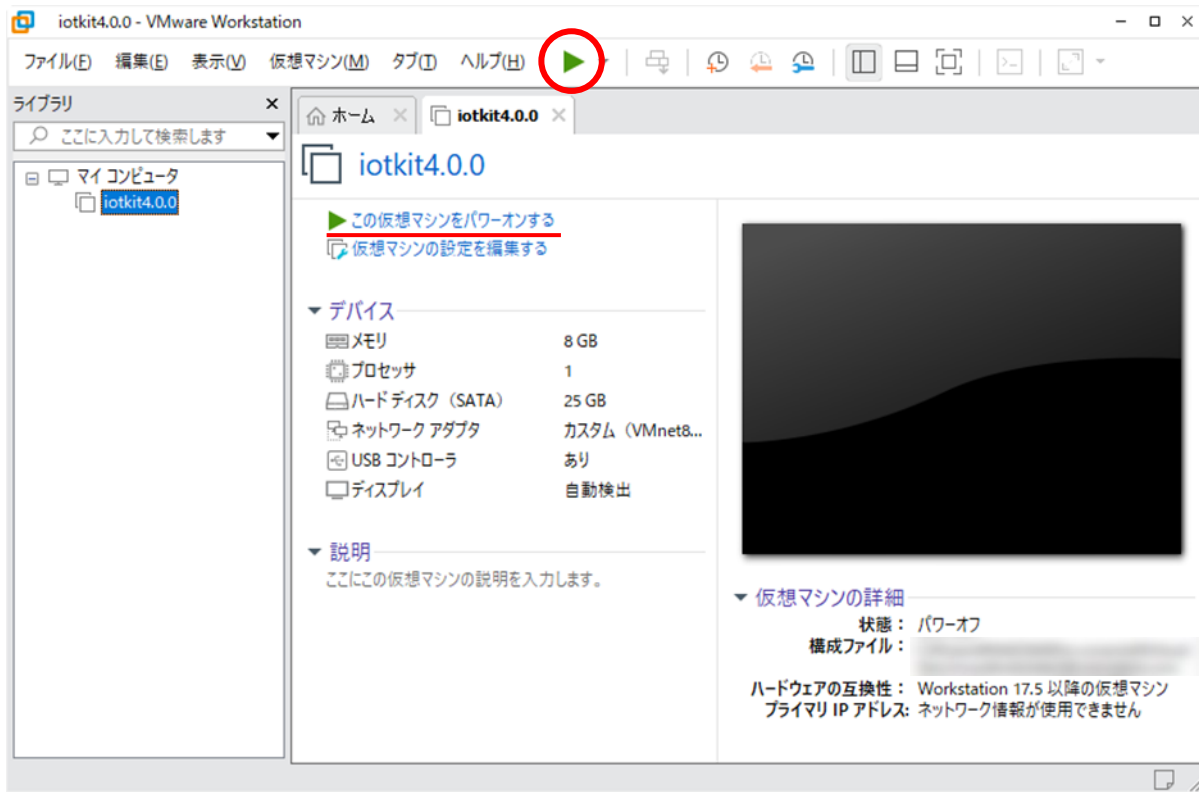 iotkit4.0.0 - VMware Workstation
ファイル(F) 編集(E) 表示(V) 仮想マシン(M) タブ(T) ヘルプ(H)
ライブラリ
ここに入力して検索します
マイ コンピュータ
iotkit4.0.0
ホーム
iotkit4.0.0
iotkit4.0.0
この仮想マシンをパワーオンする
仮想マシンの設定を編集する
デバイス
メモリ 8 GB
プロセッサ 1
ハード ディスク（SATA） 25 GB
ネットワーク アダプタ カスタム（VMnet8...
USB コントローラ あり
ディスプレイ 自動検出
説明
ここにこの仮想マシンの説明を入力します。
仮想マシンの詳細
状態： パワーオフ
構成ファイル：
ハードウェアの互換性： Workstation 17.5 以降の仮想マシン
プライマリ IP アドレス: ネットワーク情報が使用できません